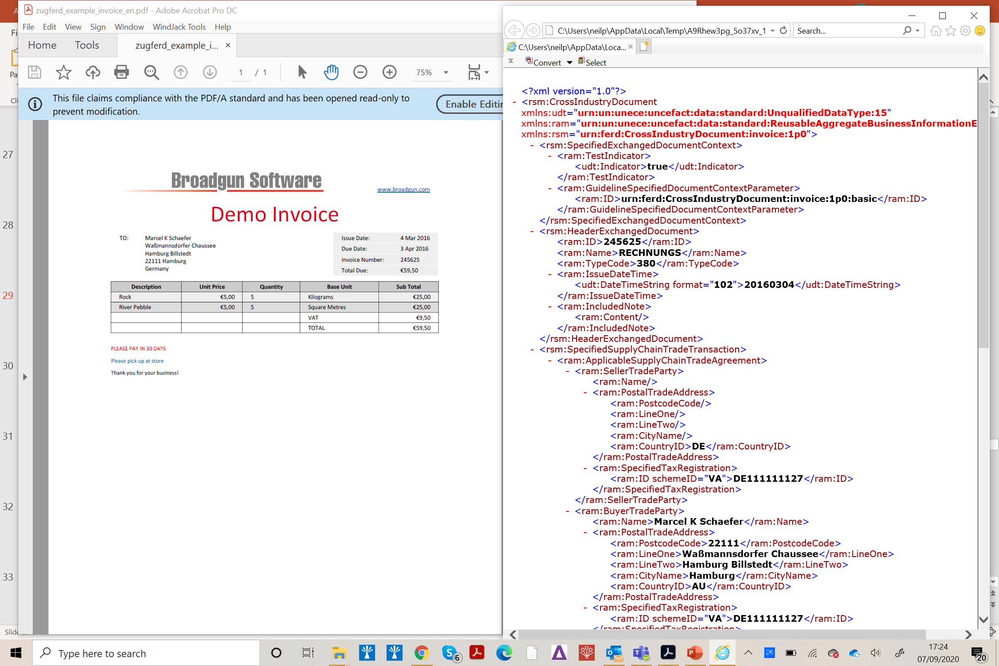 zugferd_example_invoice_en.pdf - Adobe Acrobat Pro DC
File Edit View Sign Window WindJack Tools Help
Home Tools zugferd_example_i... ×
1 / 1 75%
This file claims compliance with the PDF/A standard and has been opened read-only to
prevent modification.
Enable Editin
27
28
29
30
31
32
33
Broadgun Software
www.broadgun.com
Demo Invoice
TO: Marcel K Schaefer
Waßmannsdorfer Chaussee
Hamburg Billstedt
22111 Hamburg
Germany
Issue Date: 4 Mar 2016
Due Date: 3 Apr 2016
Invoice Number: 245625
Total Due: €59,50
Description Unit Price Quantity Base Unit Sub Total
Rock €5,00 5 Kilograms €25,00
River Pebble €5,00 5 Square Metres €25,00
VAT €9,50
TOTAL €59,50
PLEASE PAY IN 30 DAYS
Please pick up at store
Thank you for your business!
C:\Users\neilp\AppData\Local\Temp\A9Rhew3pg_5o37xv_1 Search...
C:\Users\neilp\AppData\Loca... ×
x Convert Select
<?xml version="1.0"?>
- <rsm:CrossIndustryDocument
xmlns:udt="urn:un:unece:uncefact:data:standard:UnqualifiedDataType:15"
xmlns:ram="urn:un:unece:uncefact:data:standard:ReusableAggregateBusinessInformationE
xmlns:rsm="urn:ferd:CrossIndustryDocument:invoice:1p0">
- <rsm:SpecifiedExchangedDocumentContext>
- <ram:TestIndicator>
<udt:Indicator>true</udt:Indicator>
</ram:TestIndicator>
- <ram:GuidelineSpecifiedDocumentContextParameter>
<ram:ID>urn:ferd:CrossIndustryDocument:invoice:1p0:basic</ram:ID>
</ram:GuidelineSpecifiedDocumentContextParameter>
</rsm:SpecifiedExchangedDocumentContext>
- <rsm:HeaderExchangedDocument>
<ram:ID>245625</ram:ID>
<ram:Name>RECHNUNGS</ram:Name>
<ram:TypeCode>380</ram:TypeCode>
- <ram:IssueDateTime>
<udt:DateTimeString format="102">20160304</udt:DateTimeString>
</ram:IssueDateTime>
- <ram:IncludedNote>
<ram:Content/>
</ram:IncludedNote>
</rsm:HeaderExchangedDocument>
- <rsm:SpecifiedSupplyChainTradeTransaction>
- <ram:ApplicableSupplyChainTradeAgreement>
- <ram:SellerTradeParty>
<ram:Name/>
- <ram:PostalTradeAddress>
<ram:PostcodeCode/>
<ram:LineOne/>
<ram:LineTwo/>
<ram:CityName/>
<ram:CountryID>DE</ram:CountryID>
</ram:PostalTradeAddress>
- <ram:SpecifiedTaxRegistration>
<ram:ID schemeID="VA">DE111111127</ram:ID>
</ram:SpecifiedTaxRegistration>
</ram:SellerTradeParty>
- <ram:BuyerTradeParty>
<ram:Name>Marcel K Schaefer</ram:Name>
- <ram:PostalTradeAddress>
<ram:PostcodeCode>22111</ram:PostcodeCode>
<ram:LineOne>Waßmannsdorfer Chaussee</ram:LineOne>
<ram:LineTwo>Hamburg Billstedt</ram:LineTwo>
<ram:CityName>Hamburg</ram:CityName>
<ram:CountryID>AU</ram:CountryID>
</ram:PostalTradeAddress>
- <ram:SpecifiedTaxRegistration>
<ram:ID schemeID="VA">DE111111127</ram:ID>
</ram:SpecifiedTaxRegistration>
Type here to search
6
17:24
07/09/2020
20